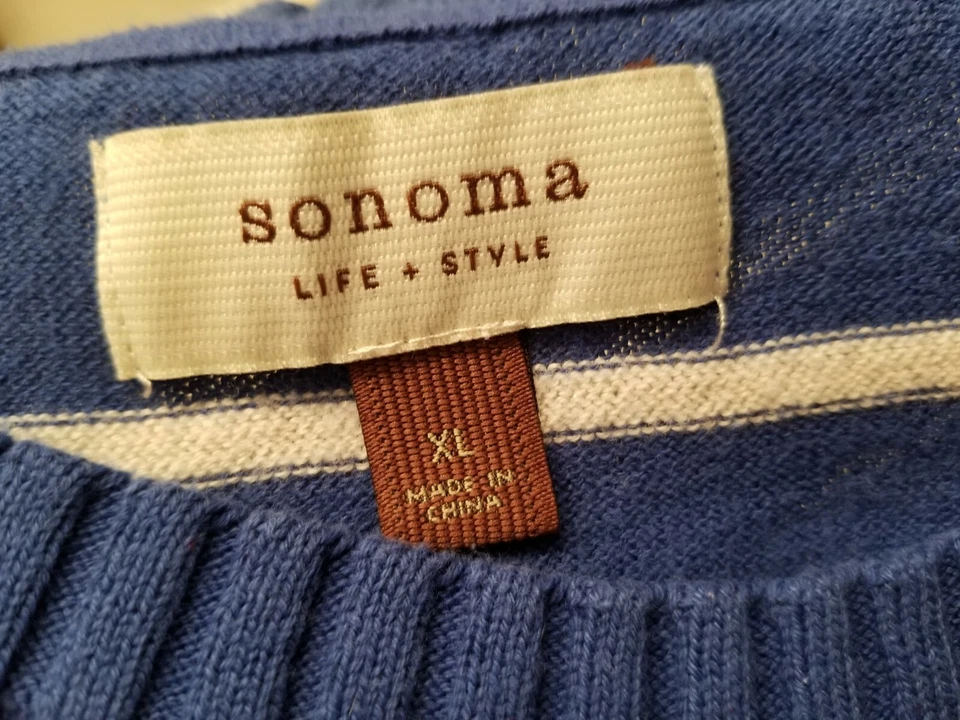 sonoma
LIFE + STYLE
XL
MADE IN
CHINA